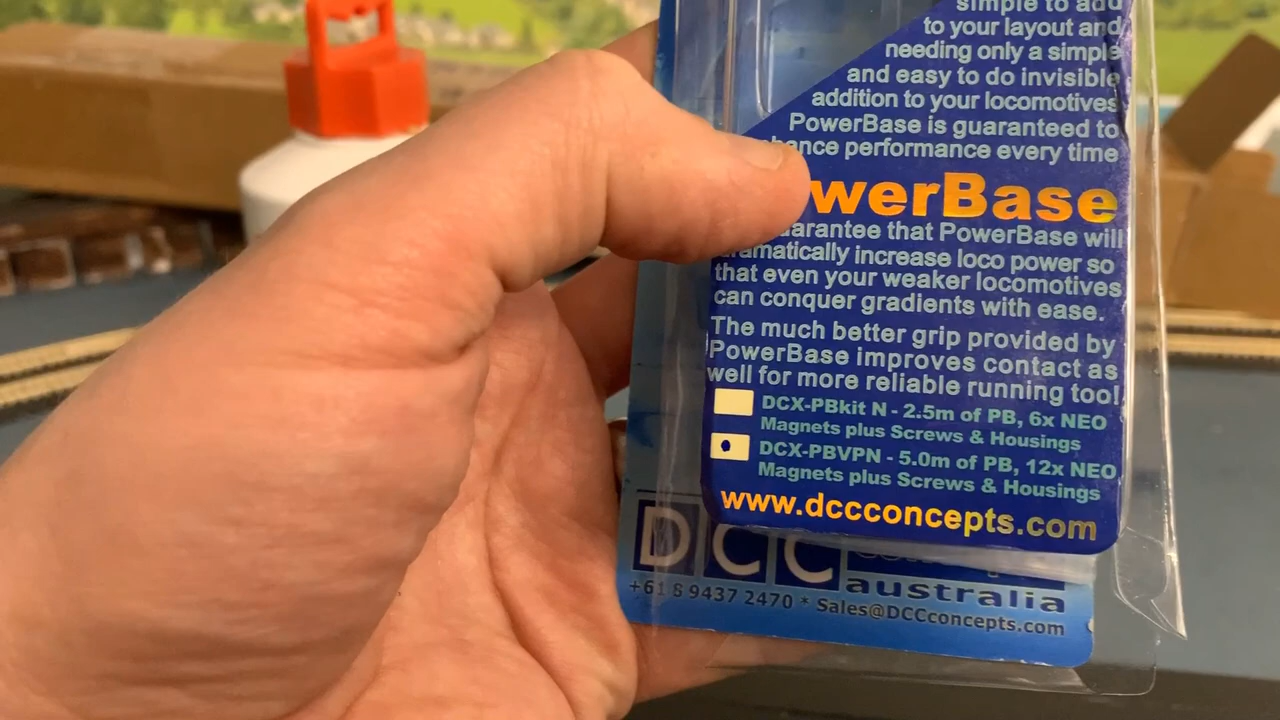 simple to add
to your layout and
needing only a simple
and easy to do invisible
addition to your locomotives
PowerBase is guaranteed to
performance every time
werBase
that PowerBase will
increase loco power so
that even your weaker locomotives
can conquer gradients with ease.
The much better grip provided by
PowerBase improves contact as
well for more reliable running too!
DCX-PBkit N - 2.5m of PB, 6x NEO
Magnets plus Screws & Housings
DCX-PBVPN - 5.0m of PB, 12x NEO
Magnets plus Screws & Housings
www.dccconcepts.com
DCC
australia
+61 8 9437 2470 * Sales@DCCconcepts.com